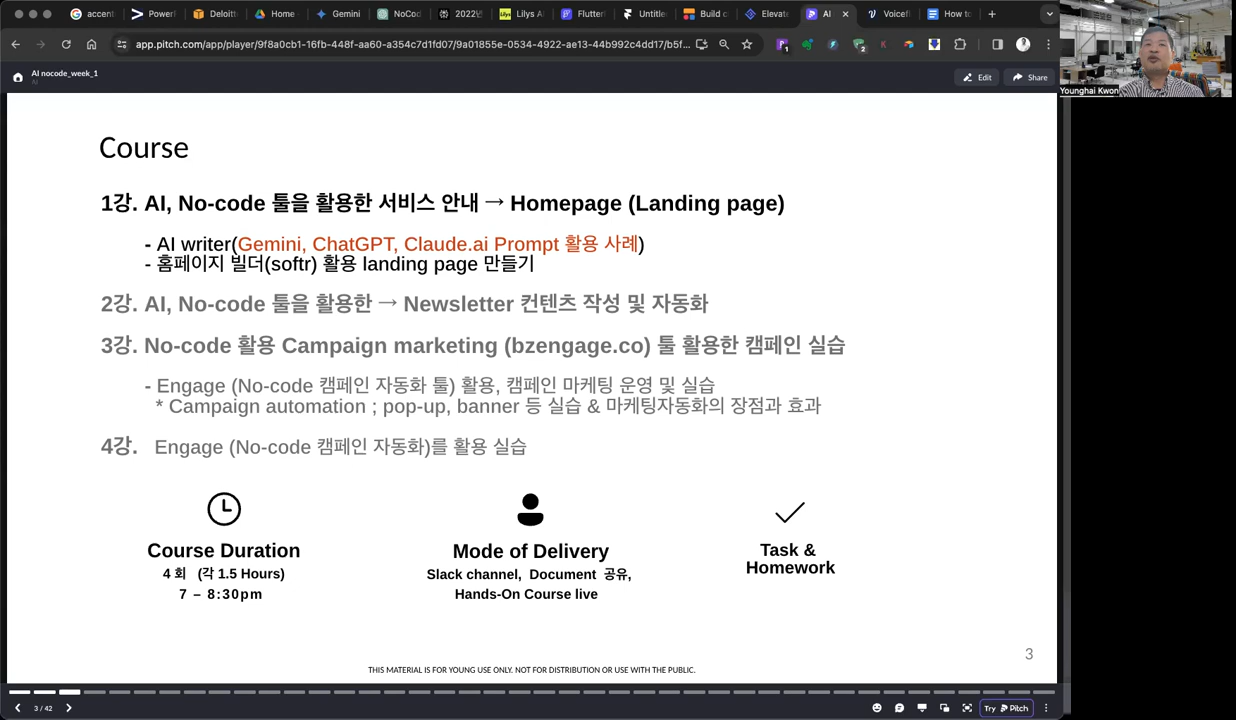 accent
Power
Deloitt
Home
Gemini
NoCod
2022년
Lilys AI
Flutter
Untitle
Build c
Elevate
AI
Voicef
How to
app.pitch.com/app/player/9f8a0cb1-16fb-448f-aa60-a354c7d1fd07/9a01855e-0534-4922-ae13-44b992c4dd17/b5f...
AI nocode_week_1
AI
Edit
Share
Younghai Kwon
Course
1강. AI, No-code 툴을 활용한 서비스 안내 → Homepage (Landing page)
- AI writer(Gemini, ChatGPT, Claude.ai Prompt 활용 사례)
- 홈페이지 빌더(softr) 활용 landing page 만들기
2강. AI, No-code 툴을 활용한 → Newsletter 컨텐츠 작성 및 자동화
3강. No-code 활용 Campaign marketing (bzengage.co) 툴 활용한 캠페인 실습
- Engage (No-code 캠페인 자동화 툴) 활용, 캠페인 마케팅 운영 및 실습
* Campaign automation ; pop-up, banner 등 실습 & 마케팅자동화의 장점과 효과
4강. Engage (No-code 캠페인 자동화)를 활용 실습
Course Duration
4 회 (각 1.5 Hours)
7 – 8:30pm
Mode of Delivery
Slack channel, Document 공유,
Hands-On Course live
Task &
Homework
3
THIS MATERIAL IS FOR YOUNG USE ONLY. NOT FOR DISTRIBUTION OR USE WITH THE PUBLIC.
3 / 42
Try Pitch